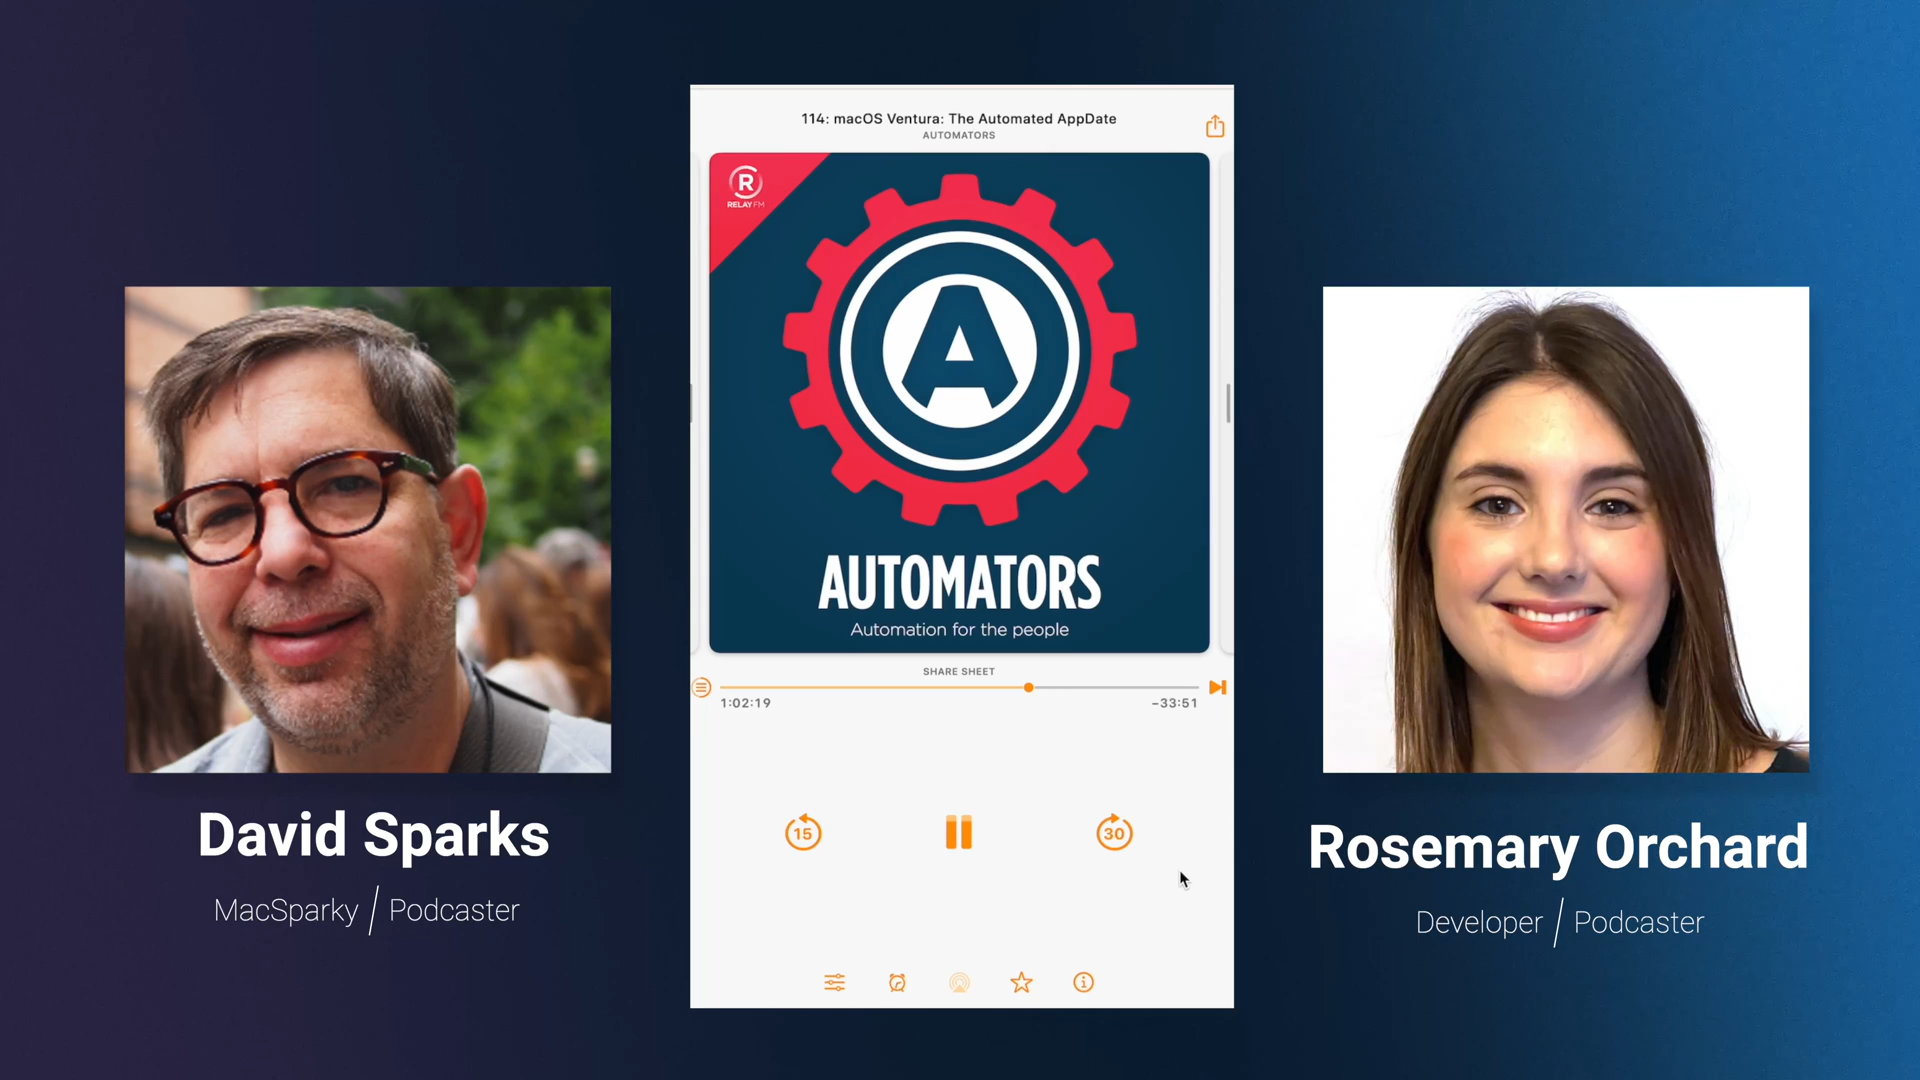 114: macOS Ventura: The Automated AppDate
AUTOMATORS
R
RELAY FM
A
AUTOMATORS
Automation for the people
SHARE SHEET
1:02:19
-33:51
15
30
David Sparks
MacSparky / Podcaster
Rosemary Orchard
Developer / Podcaster